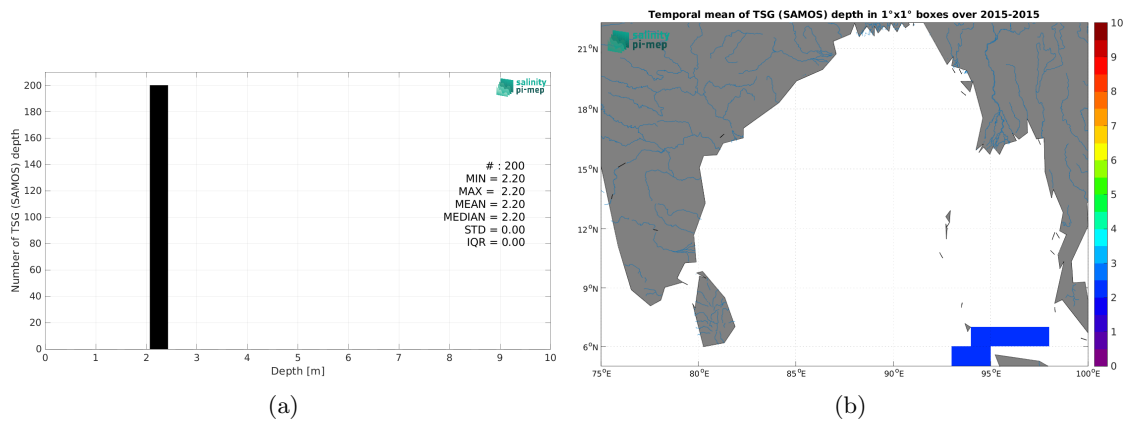 salinity
pi-mep
200
180
160
140
120
100
80
60
40
20
0
Number of TSG (SAMOS) depth
# : 200
MIN = 2.20
MAX = 2.20
MEAN = 2.20
MEDIAN = 2.20
STD = 0.00
IQR = 0.00
0 1 2 3 4 5 6 7 8 9 10
Depth [m]
(a)
Temporal mean of TSG (SAMOS) depth in 1°x1° boxes over 2015-2015
salinity
pi-mep
21°N
18°N
15°N
12°N
9°N
6°N
75°E 80°E 85°E 90°E 95°E 100°E
10
9
8
7
6
5
4
3
2
1
0
(b)